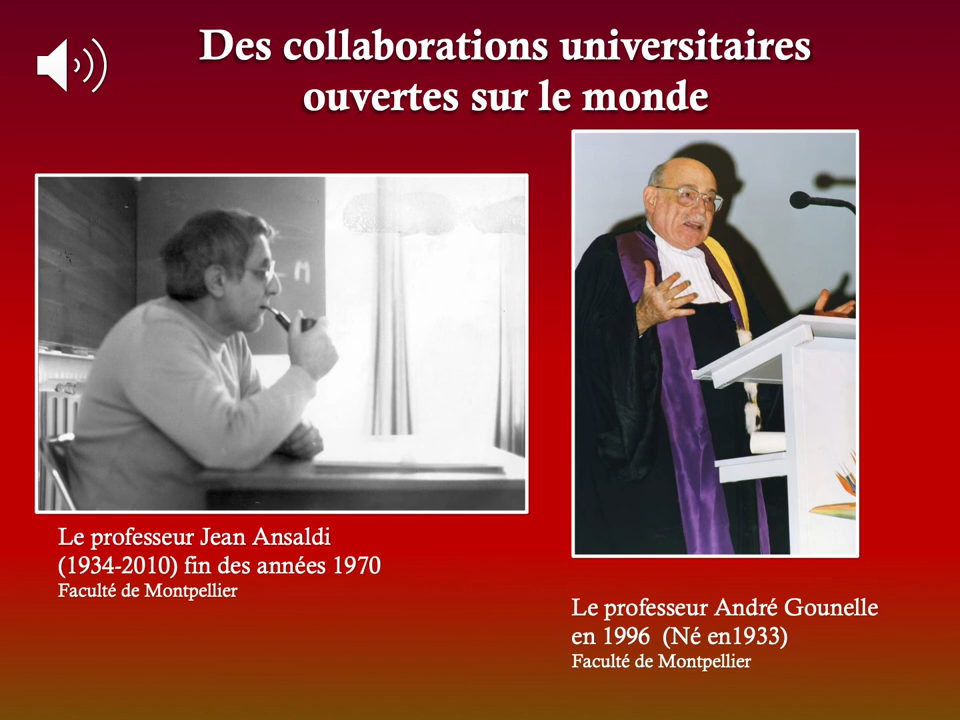 Des collaborations universitaires
ouvertes sur le monde
M
Le professeur Jean Ansaldi
(1934-2010) fin des années 1970
Faculté de Montpellier
Le professeur André Gounelle
en 1996 (Né en1933)
Faculté de Montpellier